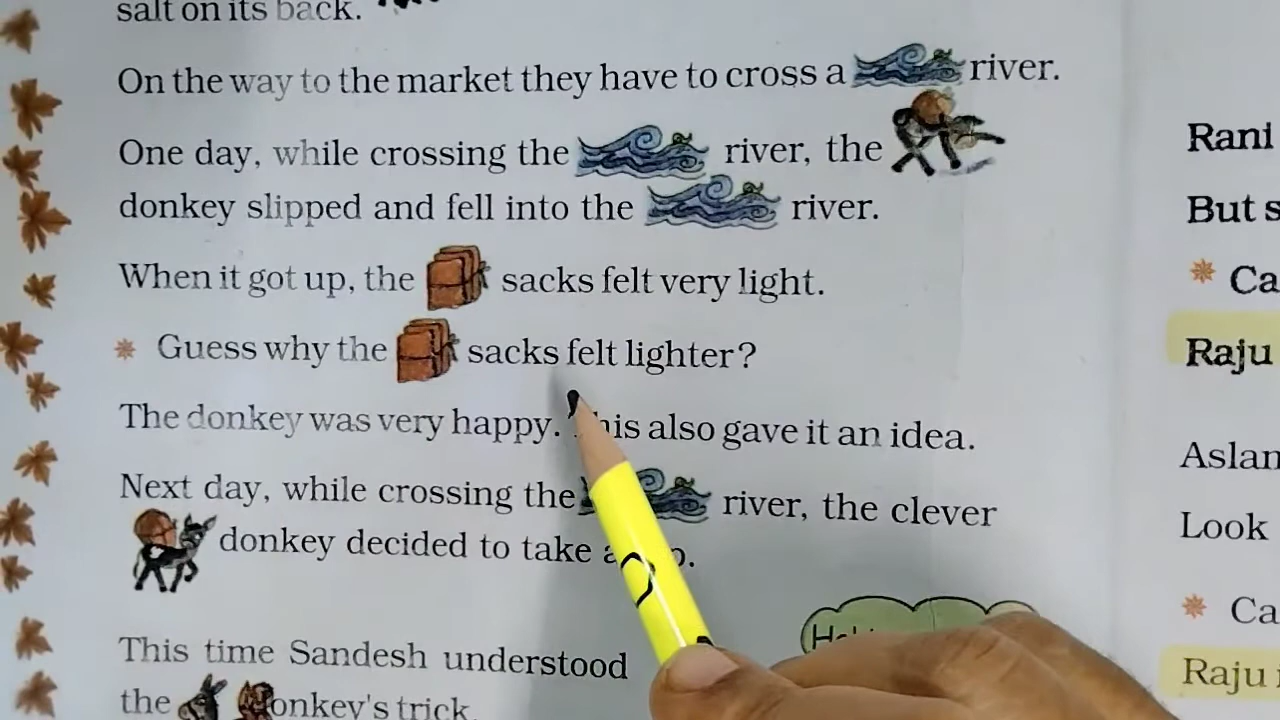 salt on its back.
On the way to the market they have to cross a river.
One day, while crossing the river, the
donkey slipped and fell into the river.
When it got up, the sacks felt very light.
Guess why the sacks felt lighter?
The donkey was very happy. This also gave it an idea.
Next day, while crossing the river, the clever
donkey decided to take a
This time Sandesh understood
the donkey's trick.
Rani
But s
Ca
Raju
Aslam
Look
Ca
Raju